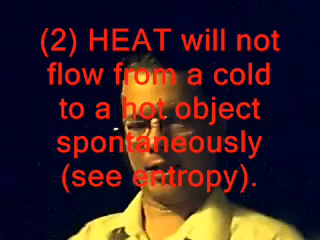 (2) HEAT will not
flow from a cold
to a hot object
spontaneously
(see entropy).